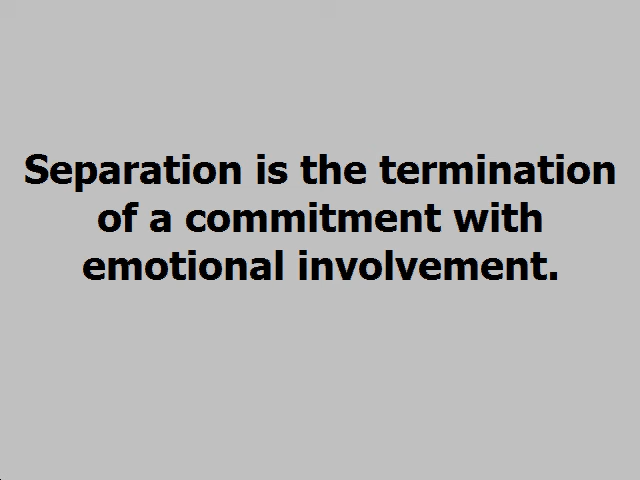 Separation is the termination
of a commitment with
emotional involvement.